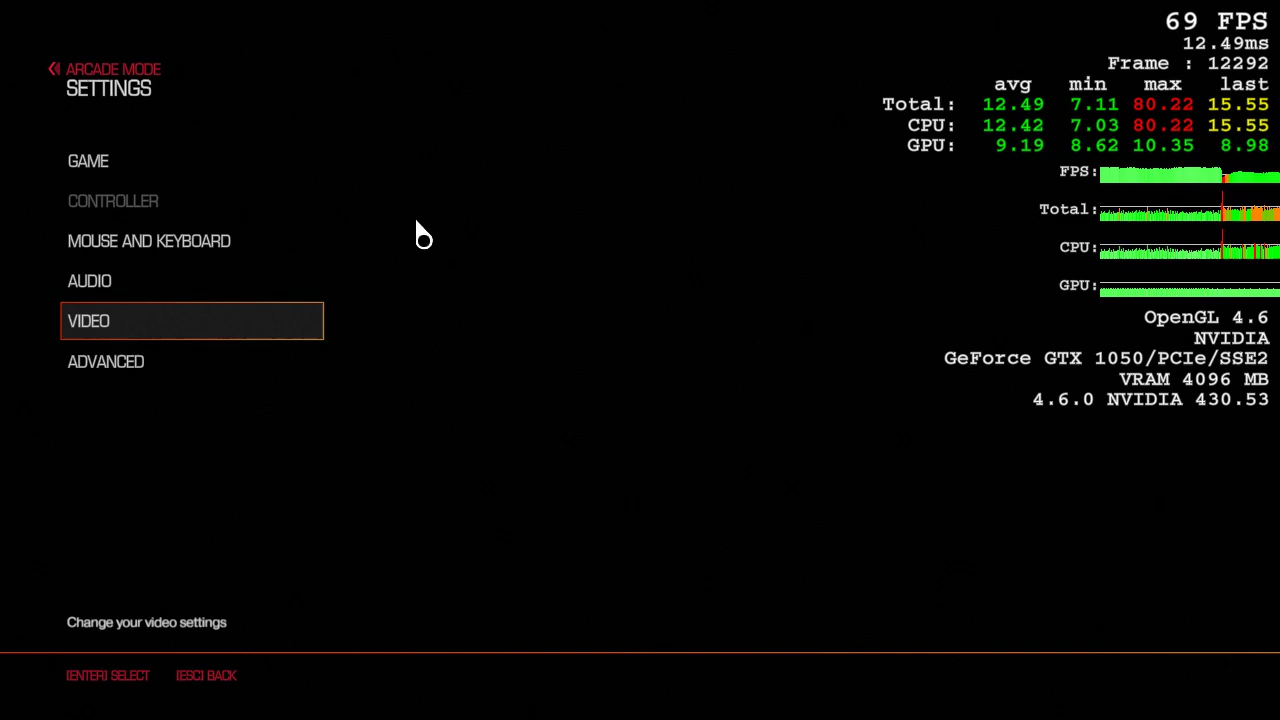 ARCADE MODE
SETTINGS
GAME
CONTROLLER
MOUSE AND KEYBOARD
AUDIO
VIDEO
ADVANCED
Change your video settings
[ENTER] SELECT [ESC] BACK
69 FPS
12.49ms
Frame : 12292
avg min max last
Total: 12.49 7.11 80.22 15.55
CPU: 12.42 7.03 80.22 15.55
GPU: 9.19 8.62 10.35 8.98
FPS:
Total:
CPU:
GPU:
OpenGL 4.6
NVIDIA
GeForce GTX 1050/PCIe/SSE2
VRAM 4096 MB
4.6.0 NVIDIA 430.53